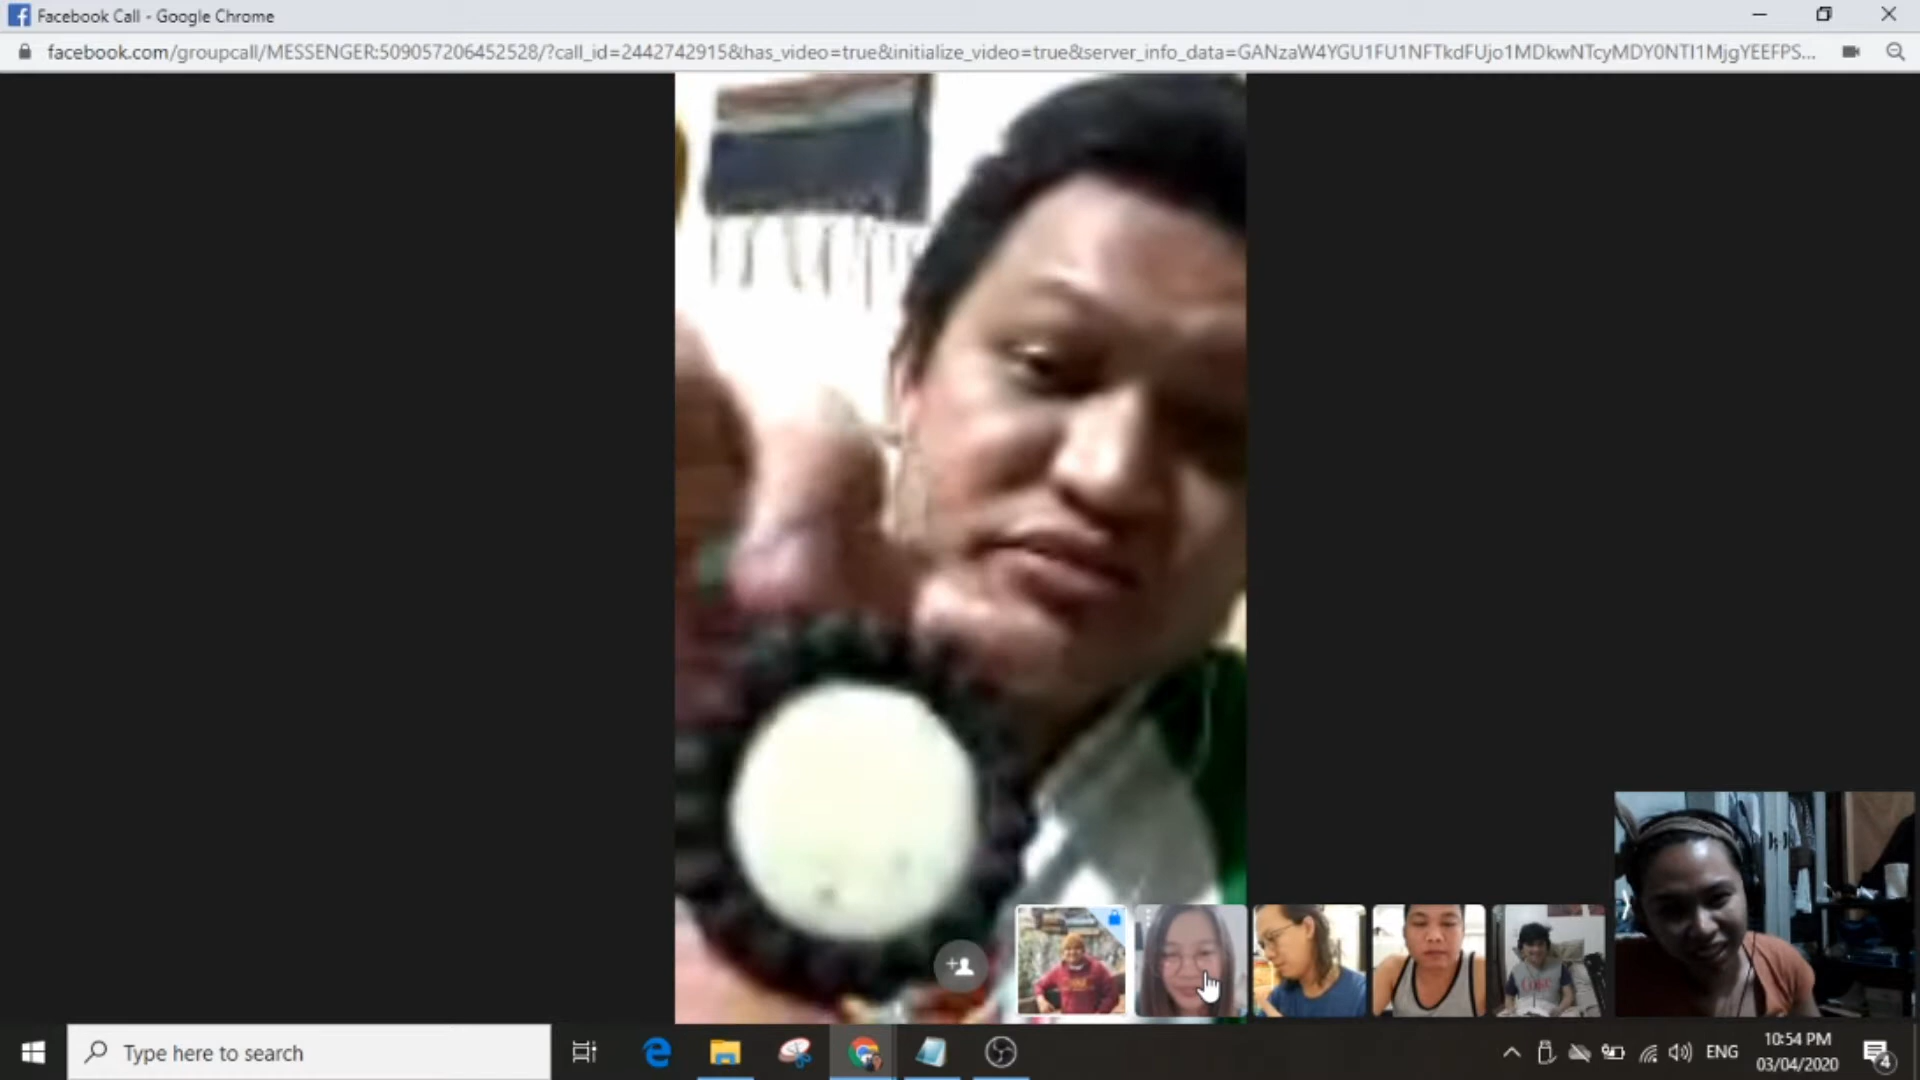 Facebook Call - Google Chrome
facebook.com/groupcall/MESSENGER:509057206452528/?call_id=2442742915&has_video=true&initialize_video=true&server_info_data=GANzaW4YGU1FU1NFTkdFUjo1MDkwNTcyMDY0NTI1MjgYEEFPS...
Type here to search
ENG
10:54 PM
03/04/2020
4